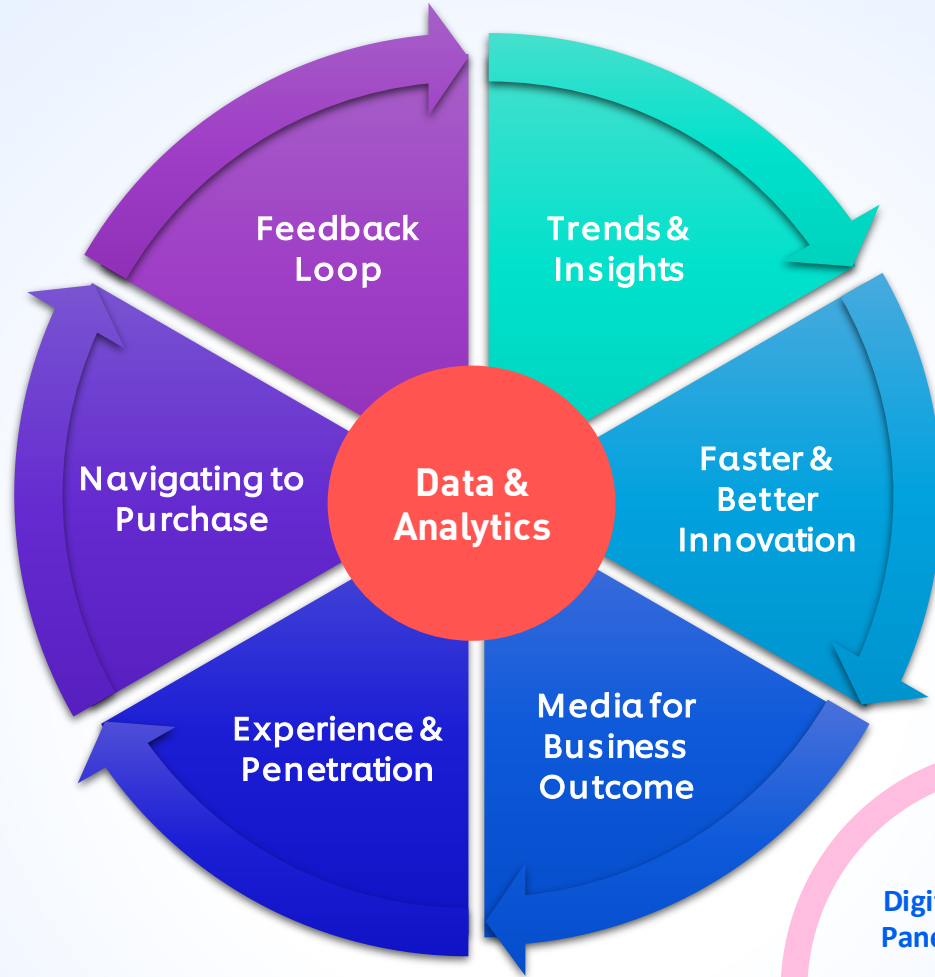 Feedback
Loop
Trends &
Insights
Navigating to
Purchase
Data &
Analytics
Faster &
Better
Innovation
Experience &
Penetration
Media for
Business
Outcome